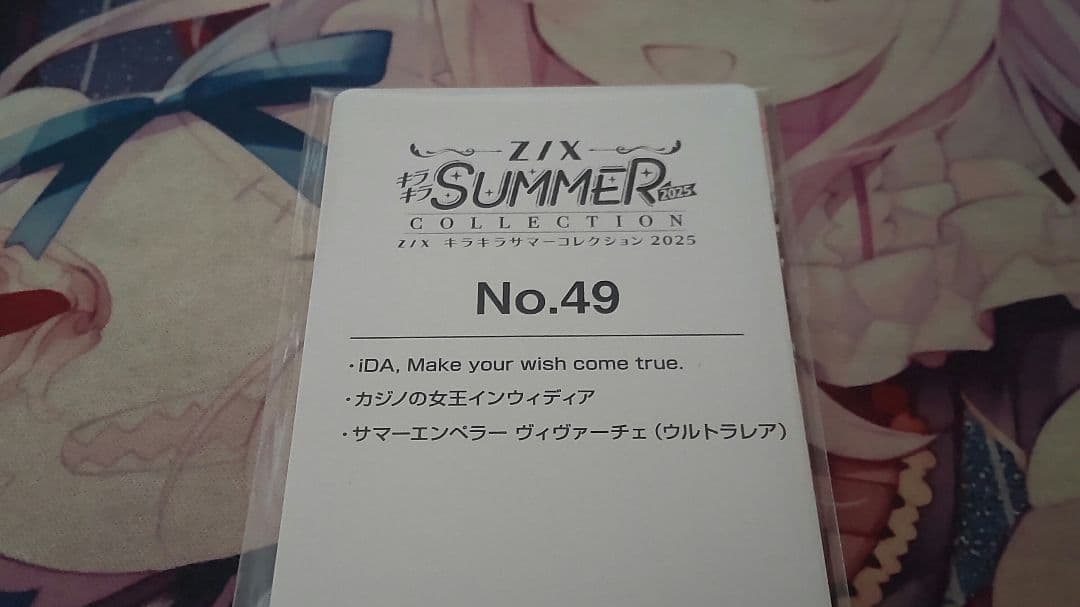 Z/X
キラキラ SUMMER 2025
COLLECTION
Z/X キラキラサマーコレクション 2025
No.49
・iDA, Make your wish come true.
・カジノの女王インウィディア
・サマーエンペラー ヴィヴァーチェ(ウルトラレア)